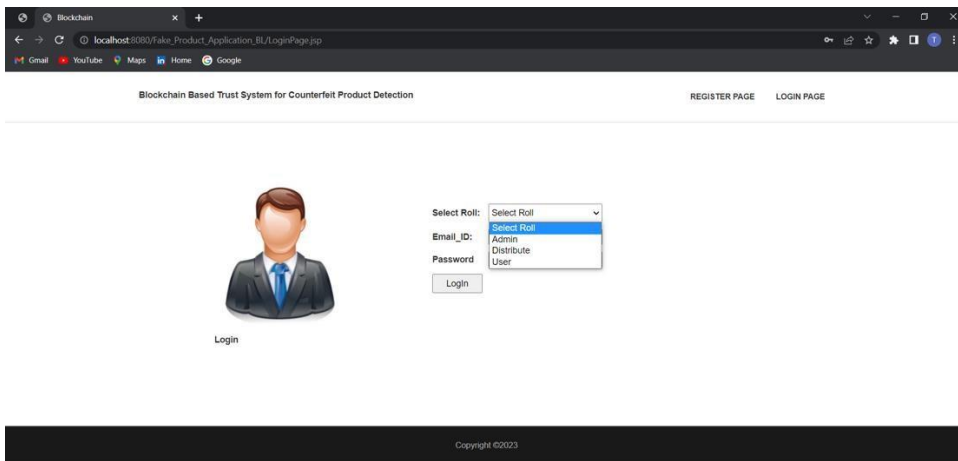 Blockchain
localhost:8080/Fake_Product_Application_BL/LoginPage.jsp
T
Gmail YouTube Maps in Home G Google
Blockchain Based Trust System for Counterfeit Product Detection REGISTER PAGE LOGIN PAGE
Select Roll: Select Roll
Select Roll
Email_ID: Admin
Distribute
Password User
LogIn
Login
Copyright ©2023